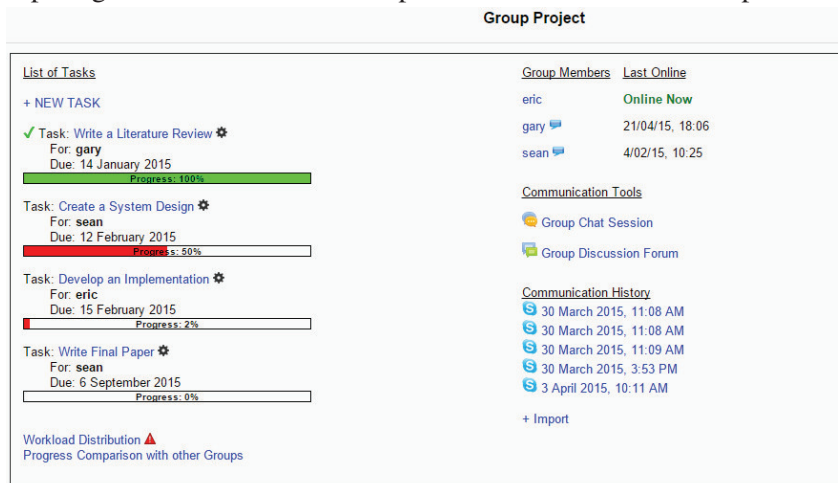 Group Project
List of Tasks
+ NEW TASK
Task: Write a Literature Review
For: gary
Due: 14 January 2015
Progress: 100%
Task: Create a System Design
For: sean
Due: 12 February 2015
Progress: 50%
Task: Develop an Implementation
For: eric
Due: 15 February 2015
Progress: 2%
Task: Write Final Paper
For: sean
Due: 6 September 2015
Progress: 0%
Workload Distribution
Progress Comparison with other Groups
Group Members Last Online
eric Online Now
gary 21/04/15, 18:06
sean 4/02/15, 10:25
Communication Tools
Group Chat Session
Group Discussion Forum
Communication History
30 March 2015, 11:08 AM
30 March 2015, 11:08 AM
30 March 2015, 11:09 AM
30 March 2015, 3:53 PM
3 April 2015, 10:11 AM
+ Import